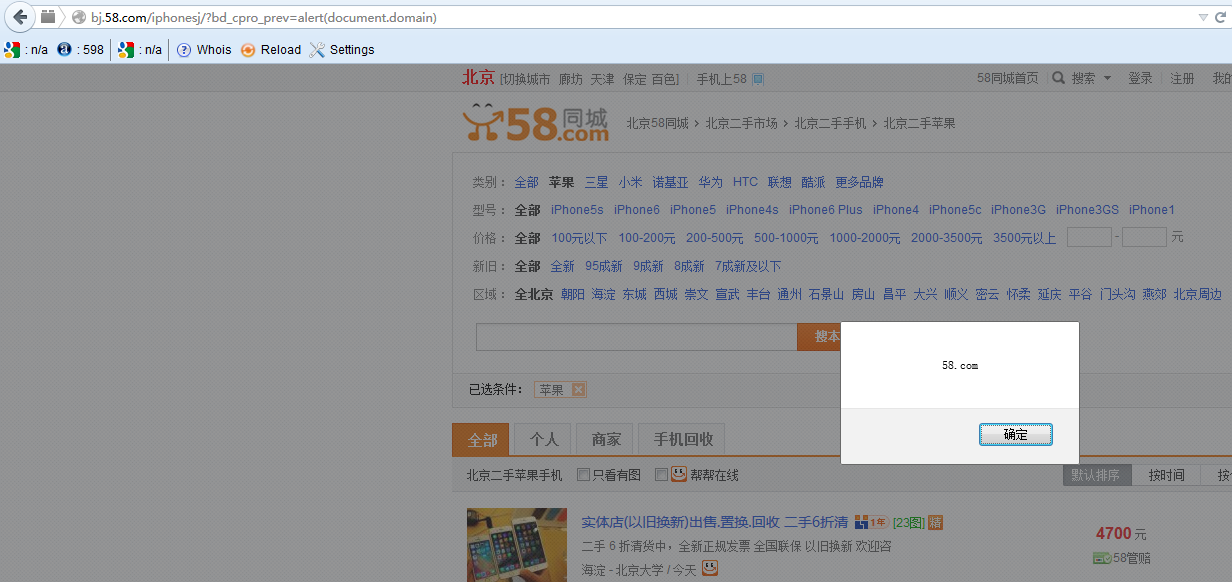 bj.58.com/iphonesj/?bd_cpro_prev=alert(document.domain)
: n/a : 598 : n/a Whois Reload Settings
北京 [切换城市 廊坊 天津 保定 百色] 手机上58 58同城首页 搜索 登录 注册 我的
58同城.com 北京58同城 > 北京二手市场 > 北京二手手机 > 北京二手苹果
类别： 全部 苹果 三星 小米 诺基亚 华为 HTC 联想 酷派 更多品牌
型号： 全部 iPhone5s iPhone6 iPhone5 iPhone4s iPhone6 Plus iPhone4 iPhone5c iPhone3G iPhone3GS iPhone1
价格： 全部 100元以下 100-200元 200-500元 500-1000元 1000-2000元 2000-3500元 3500元以上 - 元
新旧： 全部 全新 95成新 9成新 8成新 7成新及以下
区域： 全北京 朝阳 海淀 东城 西城 崇文 宣武 丰台 通州 石景山 房山 昌平 大兴 顺义 密云 怀柔 延庆 平谷 门头沟 燕郊 北京周边
搜本
58.com
已选条件： 苹果
确定
全部 个人 商家 手机回收
北京二手苹果手机 只看有图 帮帮在线 默认排序 按时间 按
实体店(以旧换新)出售.置换.回收 二手6折清 1年 [23图] 精
4700 元
二手 6 折清货中，全新正规发票 全国联保 以旧换新 欢迎咨
58管赔
海淀 - 北京大学 / 今天